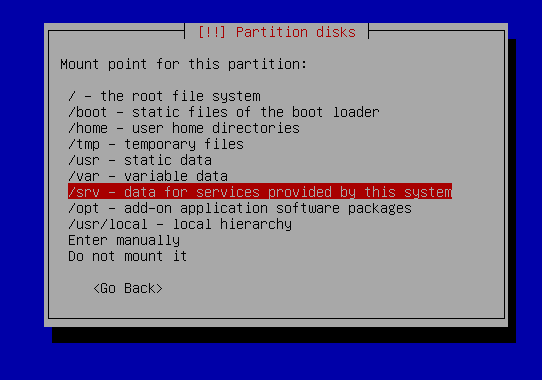 [!!] Partition disks
Mount point for this partition:
/ – the root file system
/boot – static files of the boot loader
/home – user home directories
/tmp – temporary files
/usr – static data
/var – variable data
/srv – data for services provided by this system
/opt – add-on application software packages
/usr/local – local hierarchy
Enter manually
Do not mount it
<Go Back>